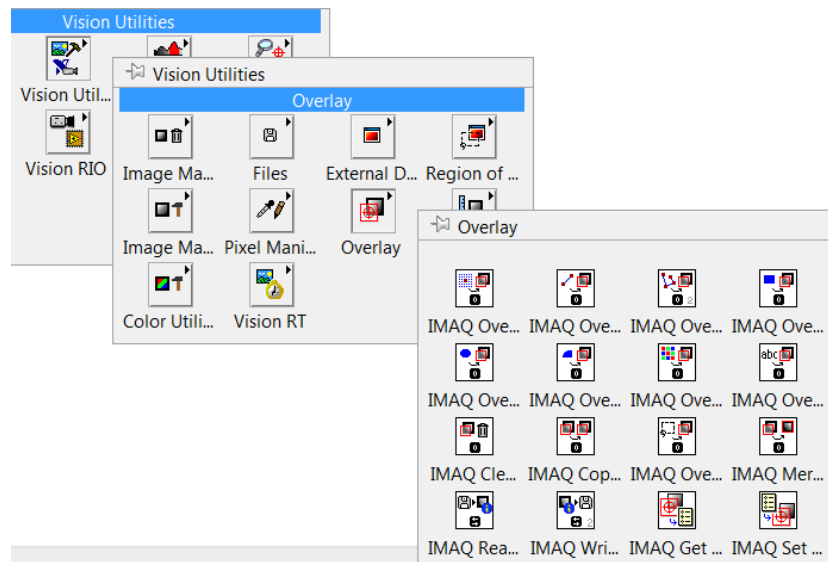 Vision Utilities
Vision Util...
Vision RIO
Vision Utilities
Overlay
Image Ma... Files External D... Region of ...
Image Ma... Pixel Mani... Overlay
Color Utili... Vision RT
Overlay
IMAQ Ove... IMAQ Ove... IMAQ Ove... IMAQ Ove...
abc
IMAQ Ove... IMAQ Ove... IMAQ Ove... IMAQ Ove...
IMAQ Cle... IMAQ Cop... IMAQ Ove... IMAQ Mer...
IMAQ Rea... IMAQ Wri... IMAQ Get ... IMAQ Set ...